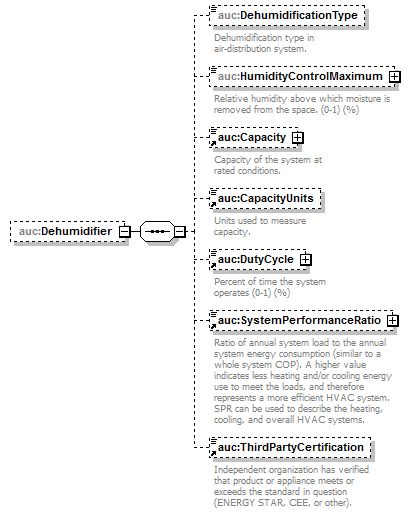 auc:DehumidificationType
Dehumidification type in
air-distribution system.
auc:HumidityControlMaximum
Relative humidity above which moisture is
removed from the space. (0-1) (%)
auc:Capacity
Capacity of the system at
rated conditions.
auc:CapacityUnits
Units used to measure
capacity.
auc:Dehumidifier
auc:DutyCycle
Percent of time the system
operates (0-1) (%)
auc:SystemPerformanceRatio
Ratio of annual system load to the annual
system energy consumption (similar to a
whole system COP). A higher value
indicates less heating and/or cooling energy
use to meet the loads, and therefore
represents a more efficient HVAC system.
SPR can be used to describe the heating,
cooling, and overall HVAC systems.
auc:ThirdPartyCertification
Independent organization has verified
that product or appliance meets or
exceeds the standard in question
(ENERGY STAR, CEE, or other).